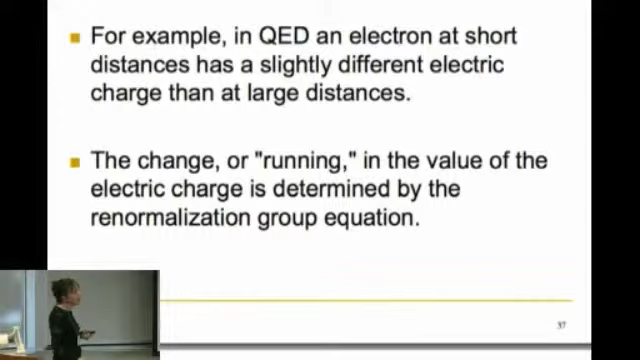 For example, in QED an electron at short
distances has a slightly different electric
charge than at large distances.
The change, or "running," in the value of the
electric charge is determined by the
renormalization group equation.
37